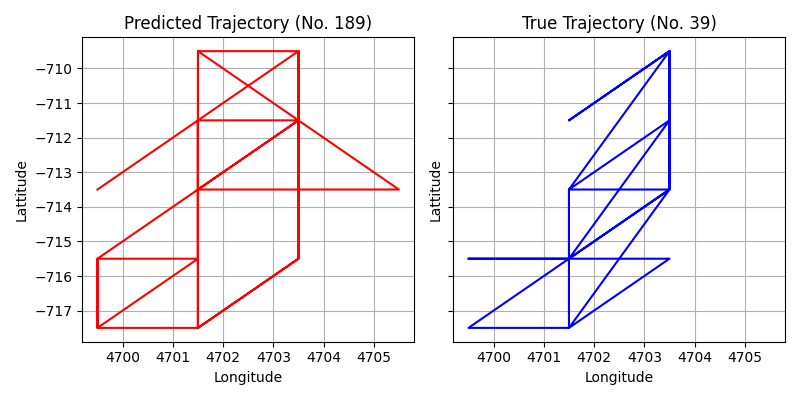 Predicted Trajectory (No. 189)
True Trajectory (No. 39)
Lattitude
−710
−711
−712
−713
−714
−715
−716
−717
4700 4701 4702 4703 4704 4705
Longitude
Lattitude
4700 4701 4702 4703 4704 4705
Longitude